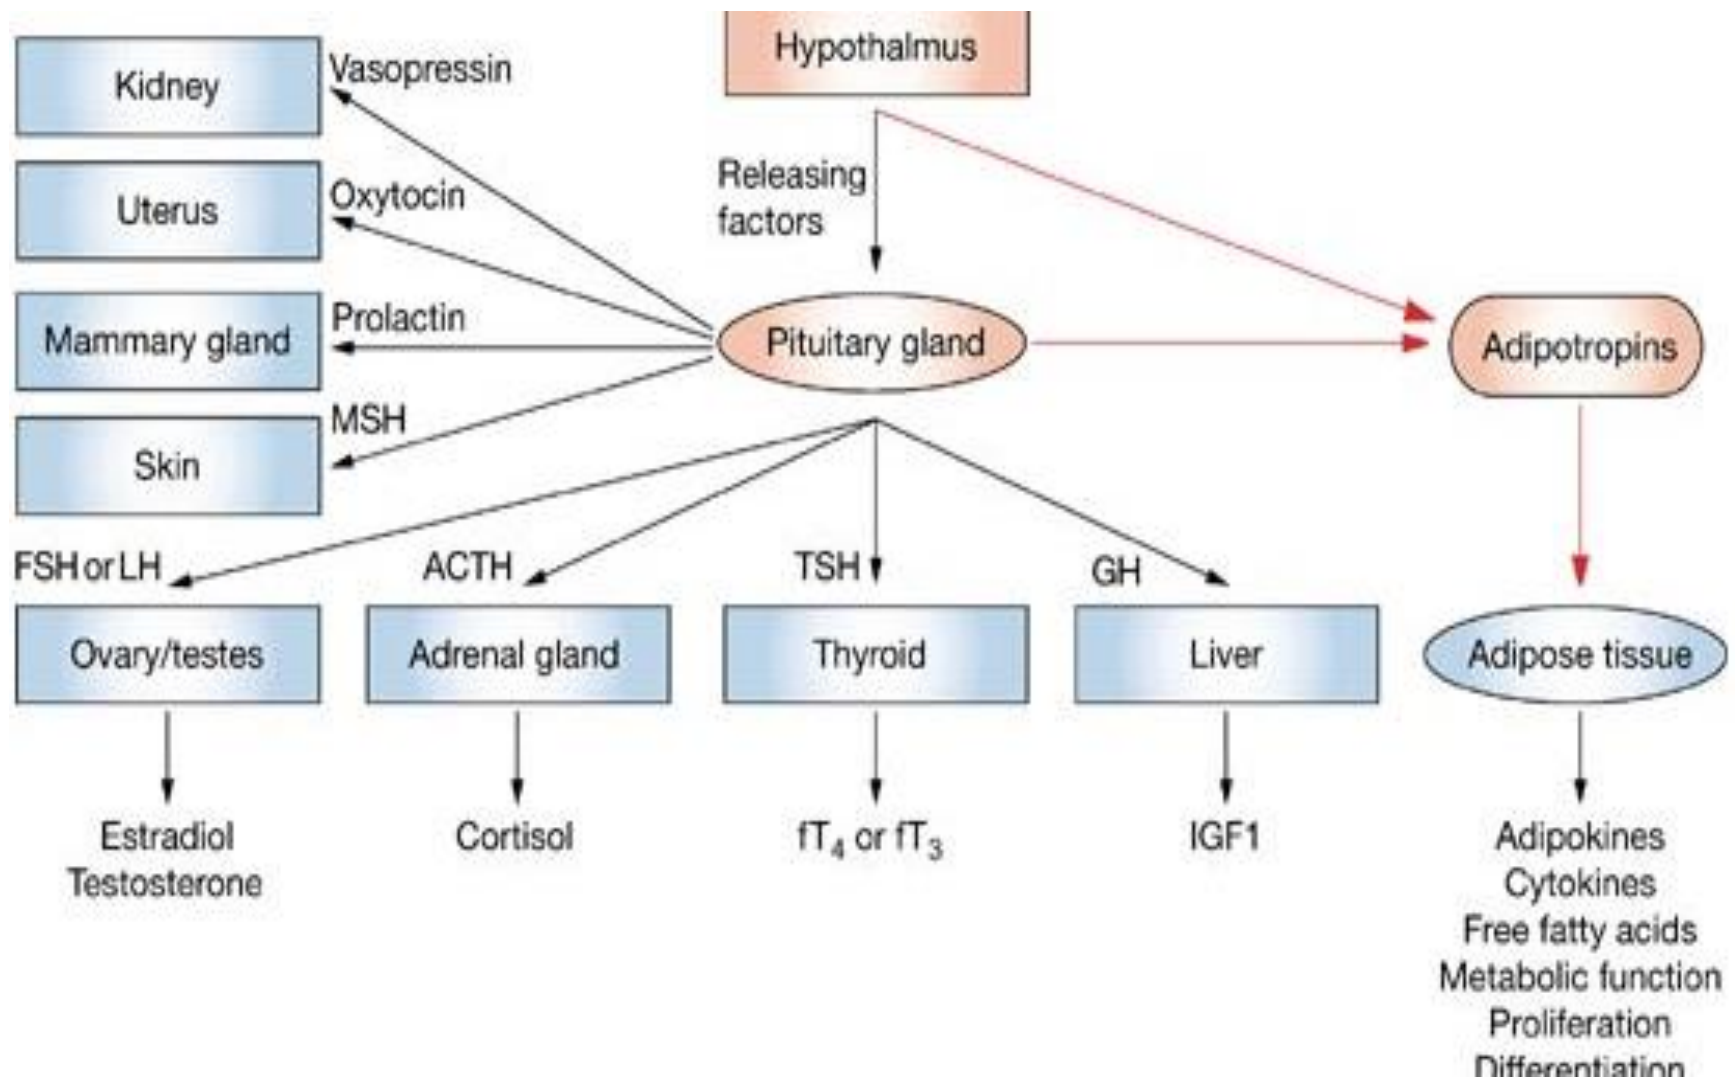 Hypothalmus
Kidney
Vasopressin
Releasing
factors
Uterus
Oxytocin
Mammary gland
Prolactin
Pituitary gland
Adipotropins
MSH
Skin
FSH or LH
ACTH
TSH
GH
Ovary/testes
Adrenal gland
Thyroid
Liver
Adipose tissue
Estradiol
Testosterone
Cortisol
fT4 or fT3
IGF1
Adipokines
Cytokines
Free fatty acids
Metabolic function
Proliferation
Differentiation